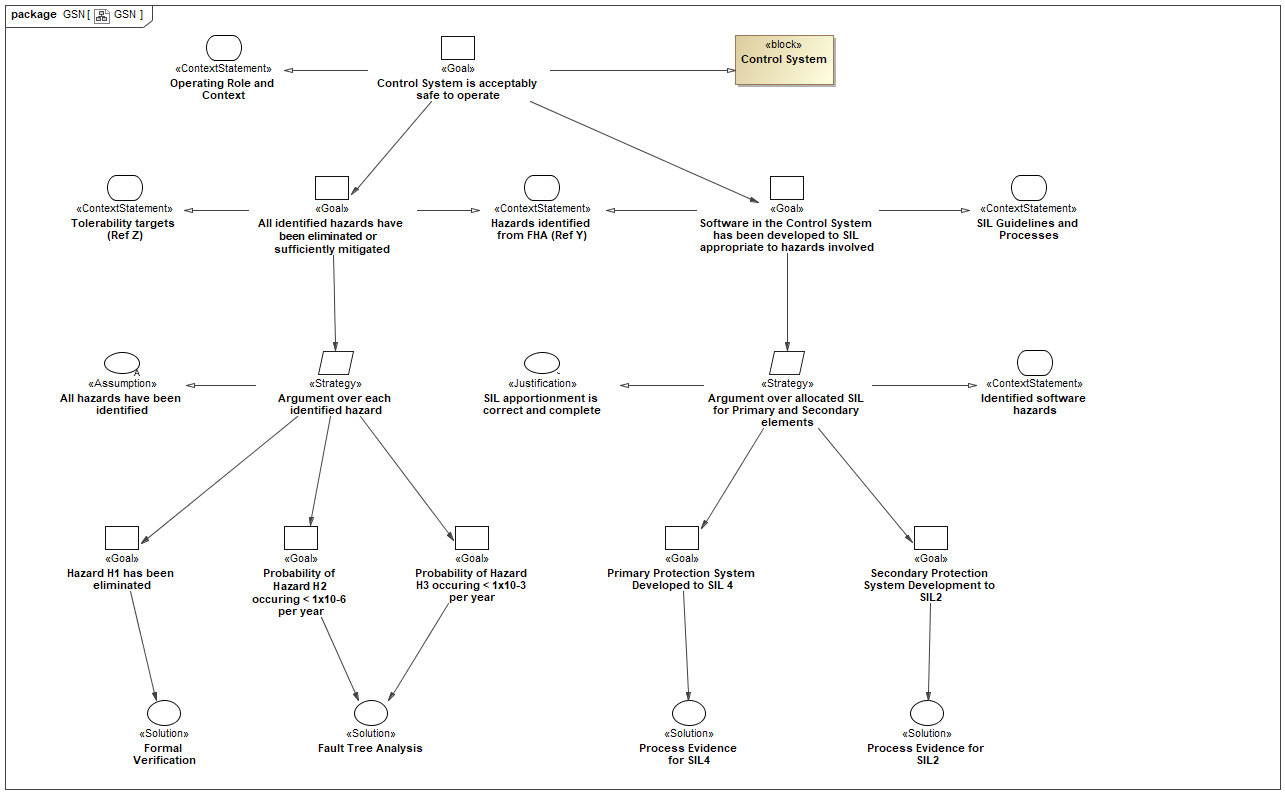 package GSN [ GSN ]
«ContextStatement»
Operating Role and
Context
«Goal»
Control System is acceptably
safe to operate
«block»
Control System
«ContextStatement»
Tolerability targets
(Ref Z)
«Goal»
All identified hazards have
been eliminated or
sufficiently mitigated
«ContextStatement»
Hazards identified
from FHA (Ref Y)
«Goal»
Software in the Control System
has been developed to SIL
appropriate to hazards involved
«ContextStatement»
SIL Guidelines and
Processes
A
«Assumption»
All hazards have been
identified
«Strategy»
Argument over each
identified hazard
«Justification»
SIL apportionment is
correct and complete
«Strategy»
Argument over allocated SIL
for Primary and Secondary
elements
«ContextStatement»
Identified software
hazards
«Goal»
Hazard H1 has been
eliminated
«Goal»
Probability of
Hazard H2
occuring < 1x10-6
per year
«Goal»
Probability of Hazard
H3 occuring < 1x10-3
per year
«Goal»
Primary Protection System
Developed to SIL 4
«Goal»
Secondary Protection
System Development to
SIL2
«Solution»
Formal
Verification
«Solution»
Fault Tree Analysis
«Solution»
Process Evidence
for SIL4
«Solution»
Process Evidence for
SIL2